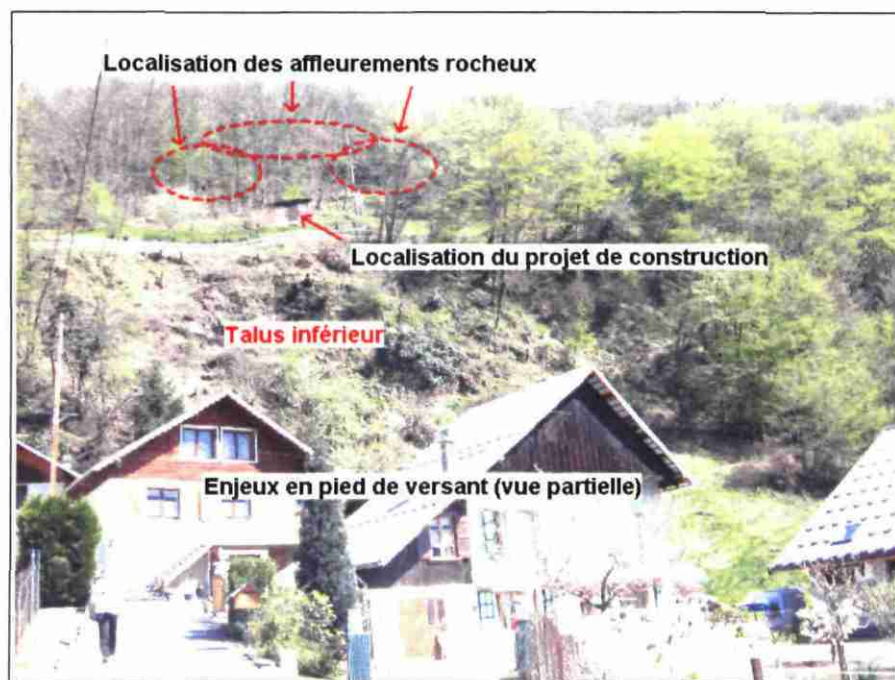 Localisation des affleurements rocheux
Localisation du projet de construction
Talus inférieur
Enjeux en pied de versant (vue partielle)